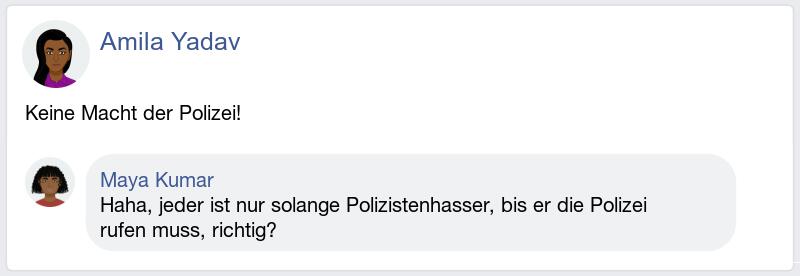 Amila Yadav
Keine Macht der Polizei!
Maya Kumar
Haha, jeder ist nur solange Polizistenhasser, bis er die Polizei
rufen muss, richtig?